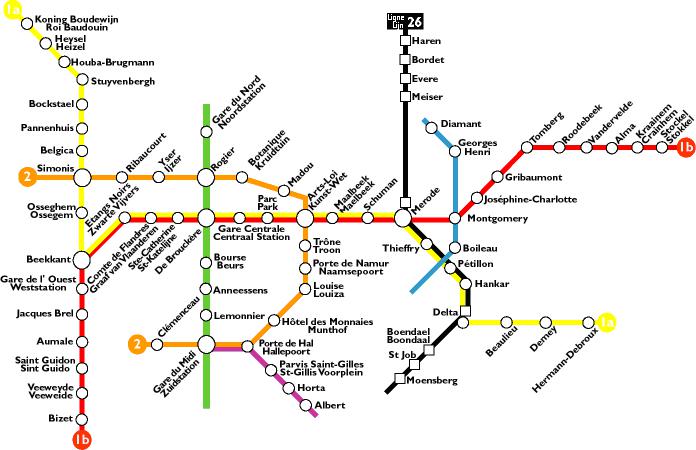 1a
Koning Boudewijn
Roi Baudouin
Heysel
Heizel
Houba-Brugmann
Stuyvenbergh
Bockstael
Pannenhuis
Belgica
Simonis
2
Ribaucourt
Yser
Ijzer
Rogier
Gare du Nord
Noordstation
Botanique
Kruidtuin
Madou
Arts-Loi
Kunst-Wet
Osseghem
Ossegem
Beekkant
Etangs Noirs
Zwarte Vijvers
Comte de Flandres
Graaf van Vlaanderen
Ste-Catherine
St-Katelijne
De Brouckère
Parc
Park
Gare Centrale
Centraal Station
Maalbeek
Maelbeek
Schuman
Merode
Ligne
Lijn
26
Haren
Bordet
Evere
Meiser
Diamant
Georges
Henri
Montgomery
Joséphine-Charlotte
Gribaumont
Tomberg
Roodebeek
Vandervelde
Alma
Kraainem
Crainhem
Stockel
Stokkel
1b
Thieffry
Boileau
Pétillon
Hankar
Delta
Beaulieu
Demey
Hermann-Debroux
1a
Boendael
Boondaal
St Job
Moensberg
Gare de l' Ouest
Weststation
Jacques Brel
Aumale
Saint Guidon
Sint Guido
Veeweyde
Veeweide
Bizet
1b
Bourse
Beurs
Anneessens
Lemonnier
Clémenceau
2
Gare du Midi
Zuidstation
Trône
Troon
Porte de Namur
Naamsepoort
Louise
Louiza
Hôtel des Monnaies
Munthof
Porte de Hal
Hallepoort
Parvis Saint-Gilles
St-Gillis Voorplein
Horta
Albert